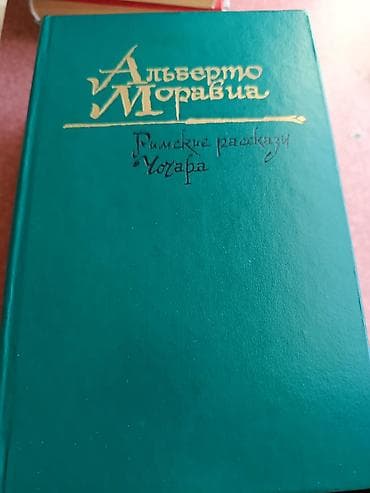 Альберто
Моравиа
Римские рассказы
Чочара